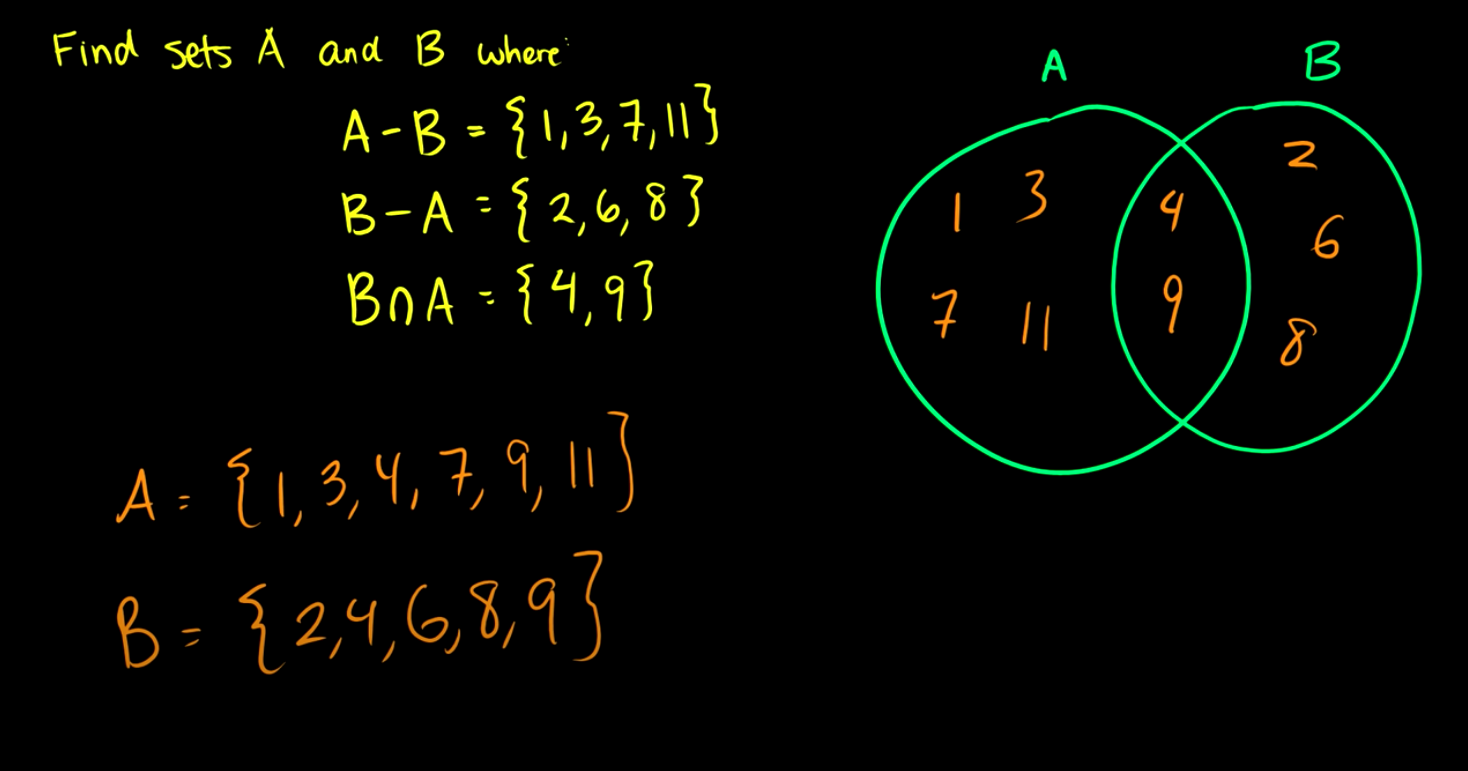 Find sets A and B where:
A - B = {1, 3, 7, 11}
B - A = {2, 6, 8}
B ∩ A = {4, 9}
A = {1, 3, 4, 7, 9, 11}
B = {2, 4, 6, 8, 9}
A B
2
1 3 4
6
7 11 9
8